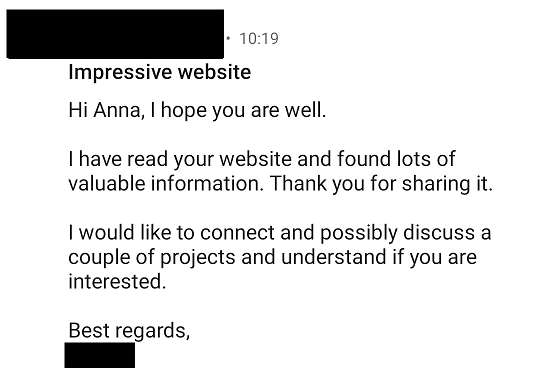 • 10:19
Impressive website
Hi Anna, I hope you are well.
I have read your website and found lots of
valuable information. Thank you for sharing it.
I would like to connect and possibly discuss a
couple of projects and understand if you are
interested.
Best regards,